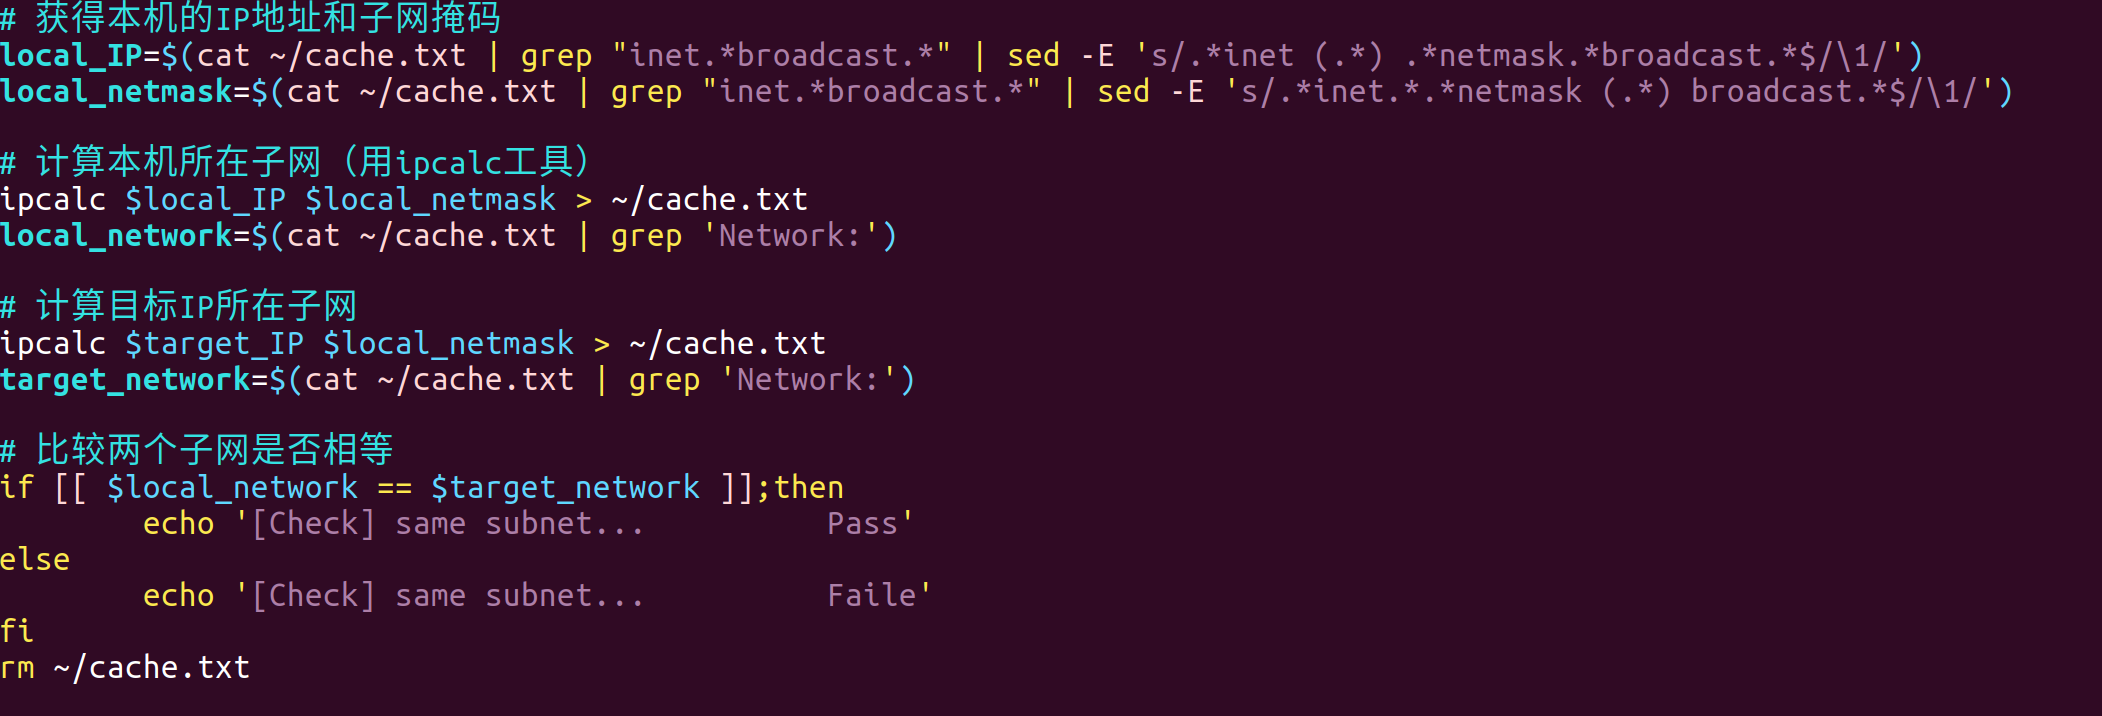 # 获得本机的IP地址和子网掩码
local_IP=$(cat ~/cache.txt | grep "inet.*broadcast.*" | sed -E 's/.*inet (.*) .*netmask.*broadcast.*$/\1/')
local_netmask=$(cat ~/cache.txt | grep "inet.*broadcast.*" | sed -E 's/.*inet.*.*netmask (.*) broadcast.*$/\1/')
# 计算本机所在子网（用ipcalc工具）
ipcalc $local_IP $local_netmask > ~/cache.txt
local_network=$(cat ~/cache.txt | grep 'Network:')
# 计算目标IP所在子网
ipcalc $target_IP $local_netmask > ~/cache.txt
target_network=$(cat ~/cache.txt | grep 'Network:')
# 比较两个子网是否相等
if [[ $local_network == $target_network ]];then
        echo '[Check] same subnet...          Pass'
else
        echo '[Check] same subnet...          Faile'
fi
rm ~/cache.txt